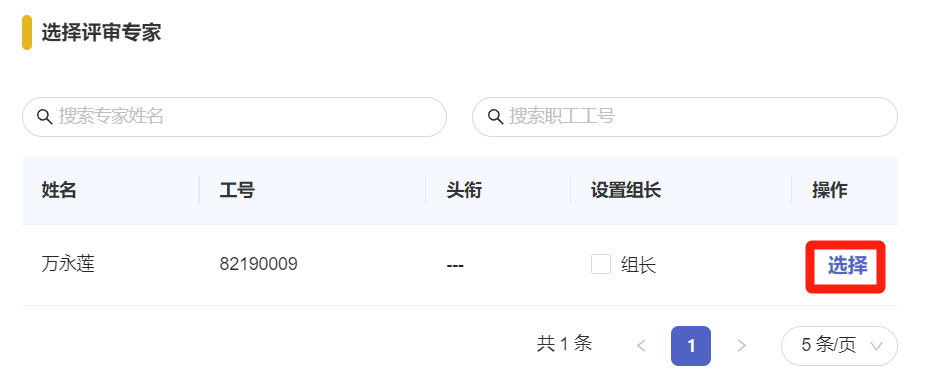 选择评审专家
搜索专家姓名 搜索职工工号
姓名 工号 头衔 设置组长 操作
万永莲 82190009 --- 组长 选择
共 1 条 < 1 > 5 条/页